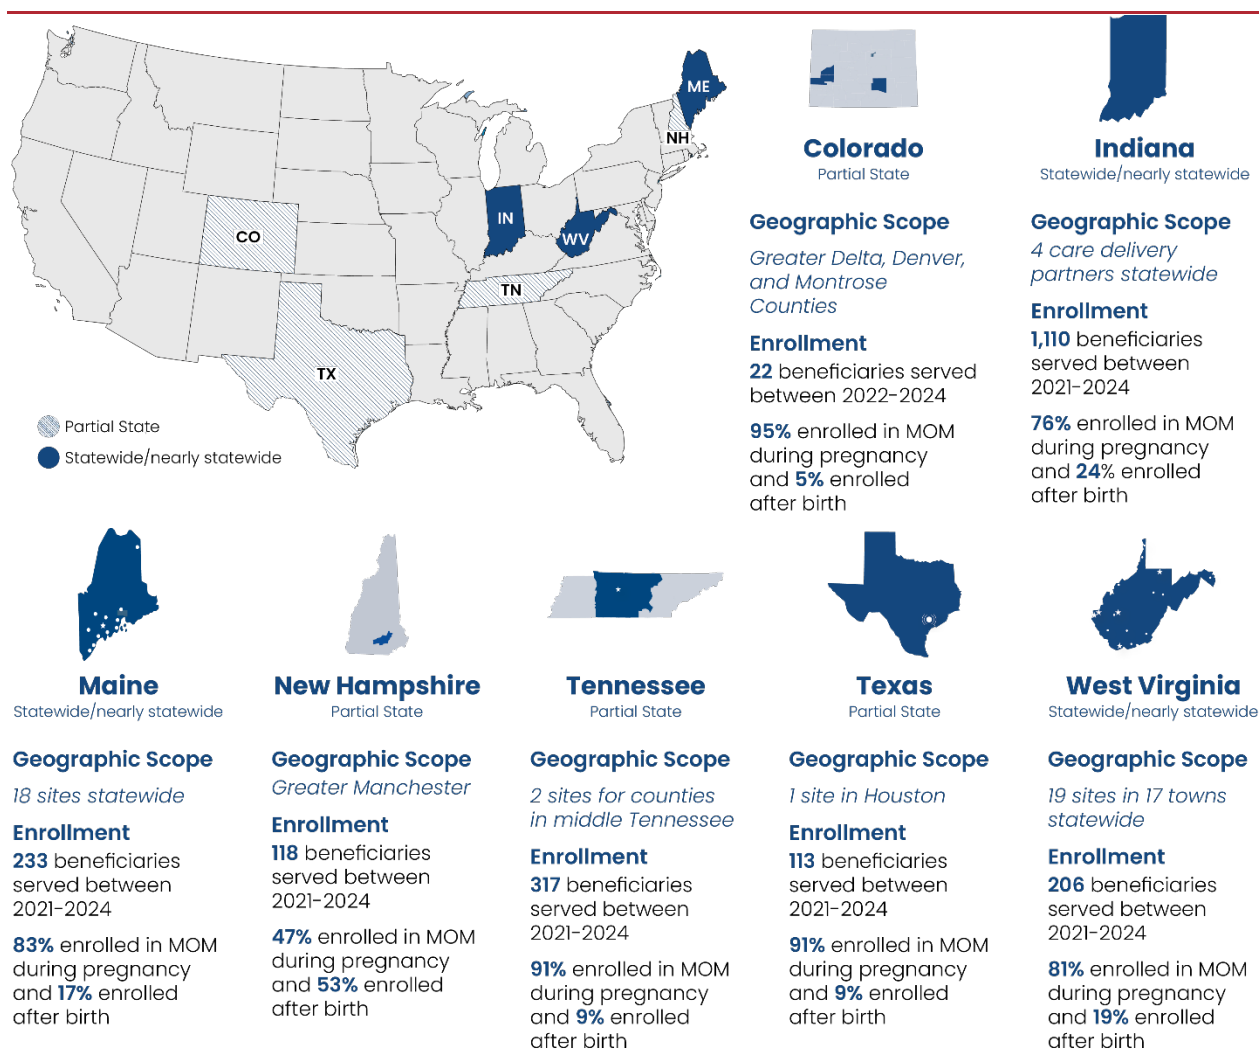 ME
NH
IN
WV
CO
TN
TX
Partial State
Statewide/nearly statewide
Colorado
Partial State
Geographic Scope
Greater Delta, Denver,
and Montrose
Counties
Enrollment
22 beneficiaries served
between 2022-2024
95% enrolled in MOM
during pregnancy
and 5% enrolled
after birth
Indiana
Statewide/nearly statewide
Geographic Scope
4 care delivery
partners statewide
Enrollment
1,110 beneficiaries
served between
2021-2024
76% enrolled in MOM
during pregnancy
and 24% enrolled
after birth
Maine
Statewide/nearly statewide
Geographic Scope
18 sites statewide
Enrollment
233 beneficiaries
served between
2021-2024
83% enrolled in MOM
during pregnancy
and 17% enrolled
after birth
New Hampshire
Partial State
Geographic Scope
Greater Manchester
Enrollment
118 beneficiaries
served between
2021-2024
47% enrolled in MOM
during pregnancy
and 53% enrolled
after birth
Tennessee
Partial State
Geographic Scope
2 sites for counties
in middle Tennessee
Enrollment
317 beneficiaries
served between
2021-2024
91% enrolled in MOM
during pregnancy
and 9% enrolled
after birth
Texas
Partial State
Geographic Scope
1 site in Houston
Enrollment
113 beneficiaries
served between
2021-2024
91% enrolled in MOM
during pregnancy
and 9% enrolled
after birth
West Virginia
Statewide/nearly statewide
Geographic Scope
19 sites in 17 towns
statewide
Enrollment
206 beneficiaries
served between
2021-2024
81% enrolled in MOM
during pregnancy
and 19% enrolled
after birth